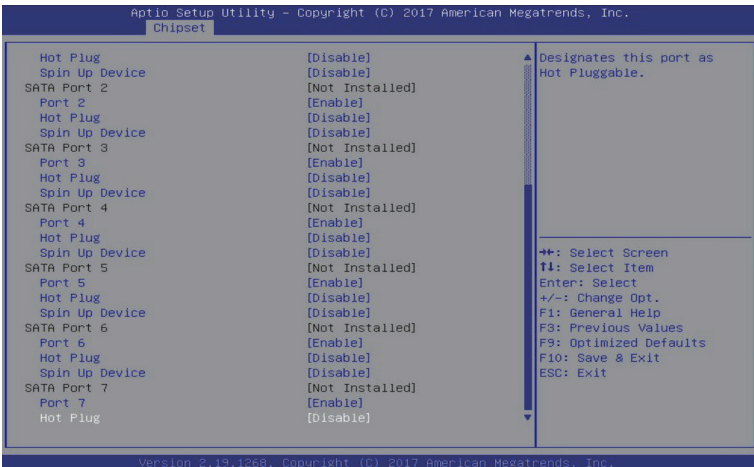 Aptio Setup Utility – Copyright (C) 2017 American Megatrends, Inc.
Chipset
Hot Plug [Disable]
Spin Up Device [Disable]
SATA Port 2 [Not Installed]
Port 2 [Enable]
Hot Plug [Disable]
Spin Up Device [Disable]
SATA Port 3 [Not Installed]
Port 3 [Enable]
Hot Plug [Disable]
Spin Up Device [Disable]
SATA Port 4 [Not Installed]
Port 4 [Enable]
Hot Plug [Disable]
Spin Up Device [Disable]
SATA Port 5 [Not Installed]
Port 5 [Enable]
Hot Plug [Disable]
Spin Up Device [Disable]
SATA Port 6 [Not Installed]
Port 6 [Enable]
Hot Plug [Disable]
Spin Up Device [Disable]
SATA Port 7 [Not Installed]
Port 7 [Enable]
Hot Plug [Disable]
Designates this port as
Hot Pluggable.
→←: Select Screen
↑↓: Select Item
Enter: Select
+/-: Change Opt.
F1: General Help
F3: Previous Values
F9: Optimized Defaults
F10: Save & Exit
ESC: Exit
Version 2.19.1268. Copyright (C) 2017 American Megatrends, Inc.